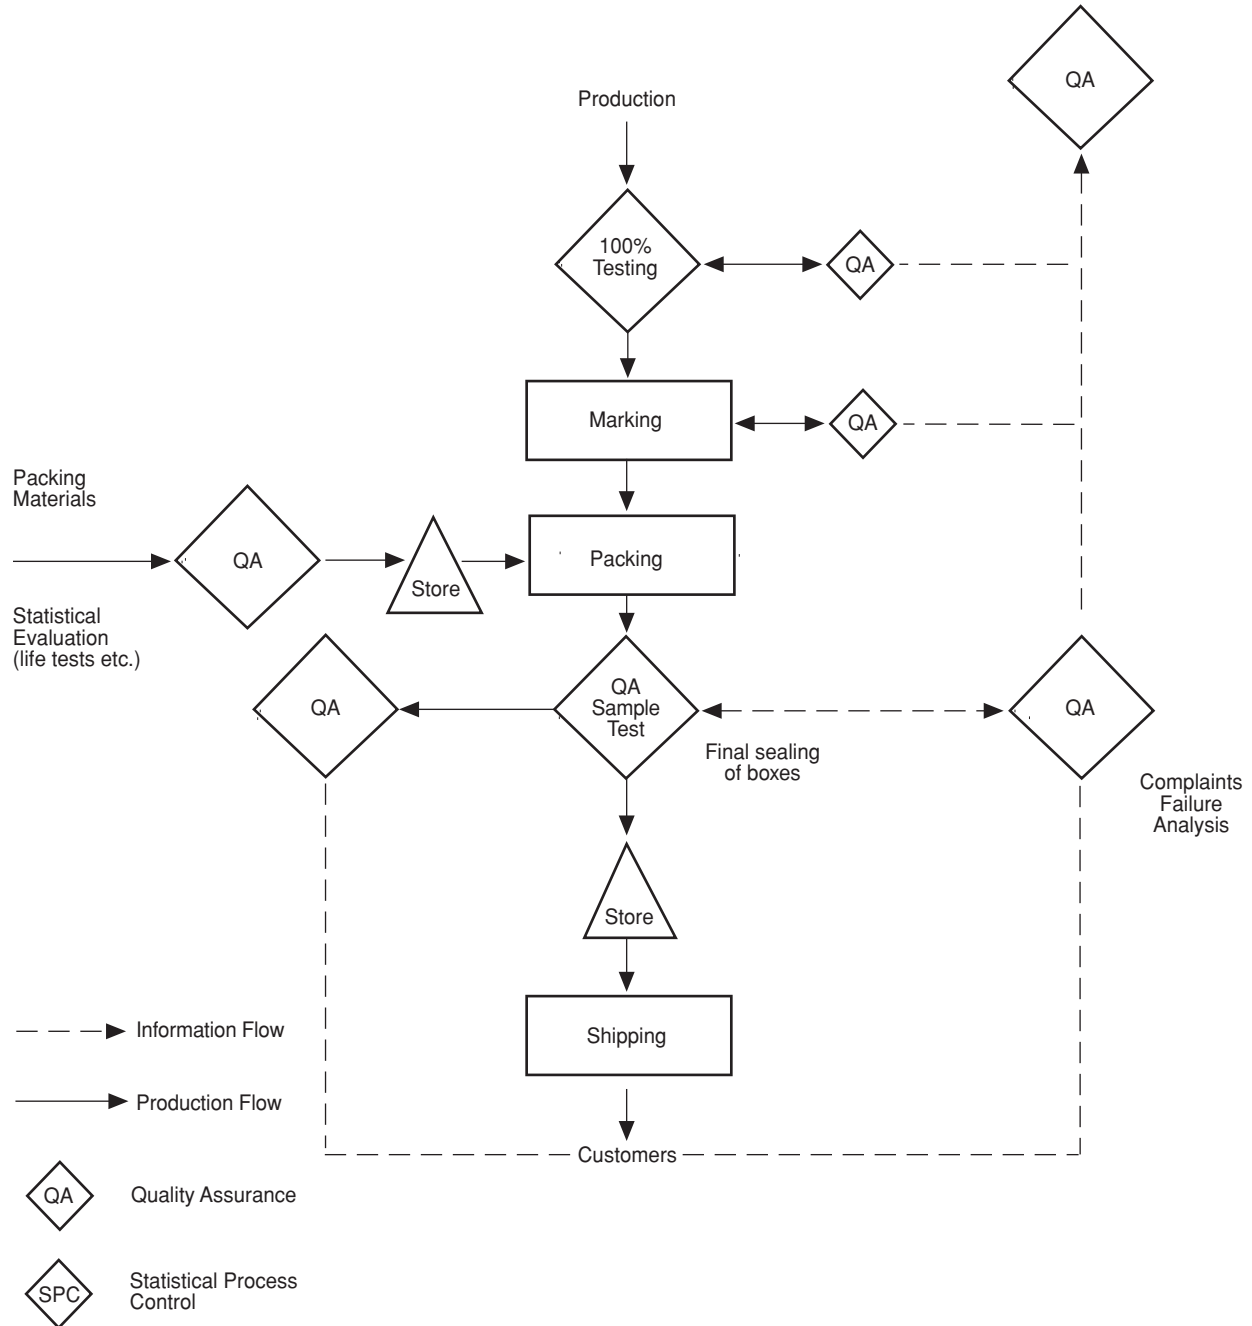 QA
Production
100%
Testing
QA
Marking
QA
Packing
Materials
QA
Store
Packing
Statistical
Evaluation
(life tests etc.)
QA
QA
Sample
Test
QA
Final sealing
of boxes
Complaints
Failure
Analysis
Store
Information Flow
Shipping
Production Flow
Customers
QA
Quality Assurance
SPC
Statistical Process
Control